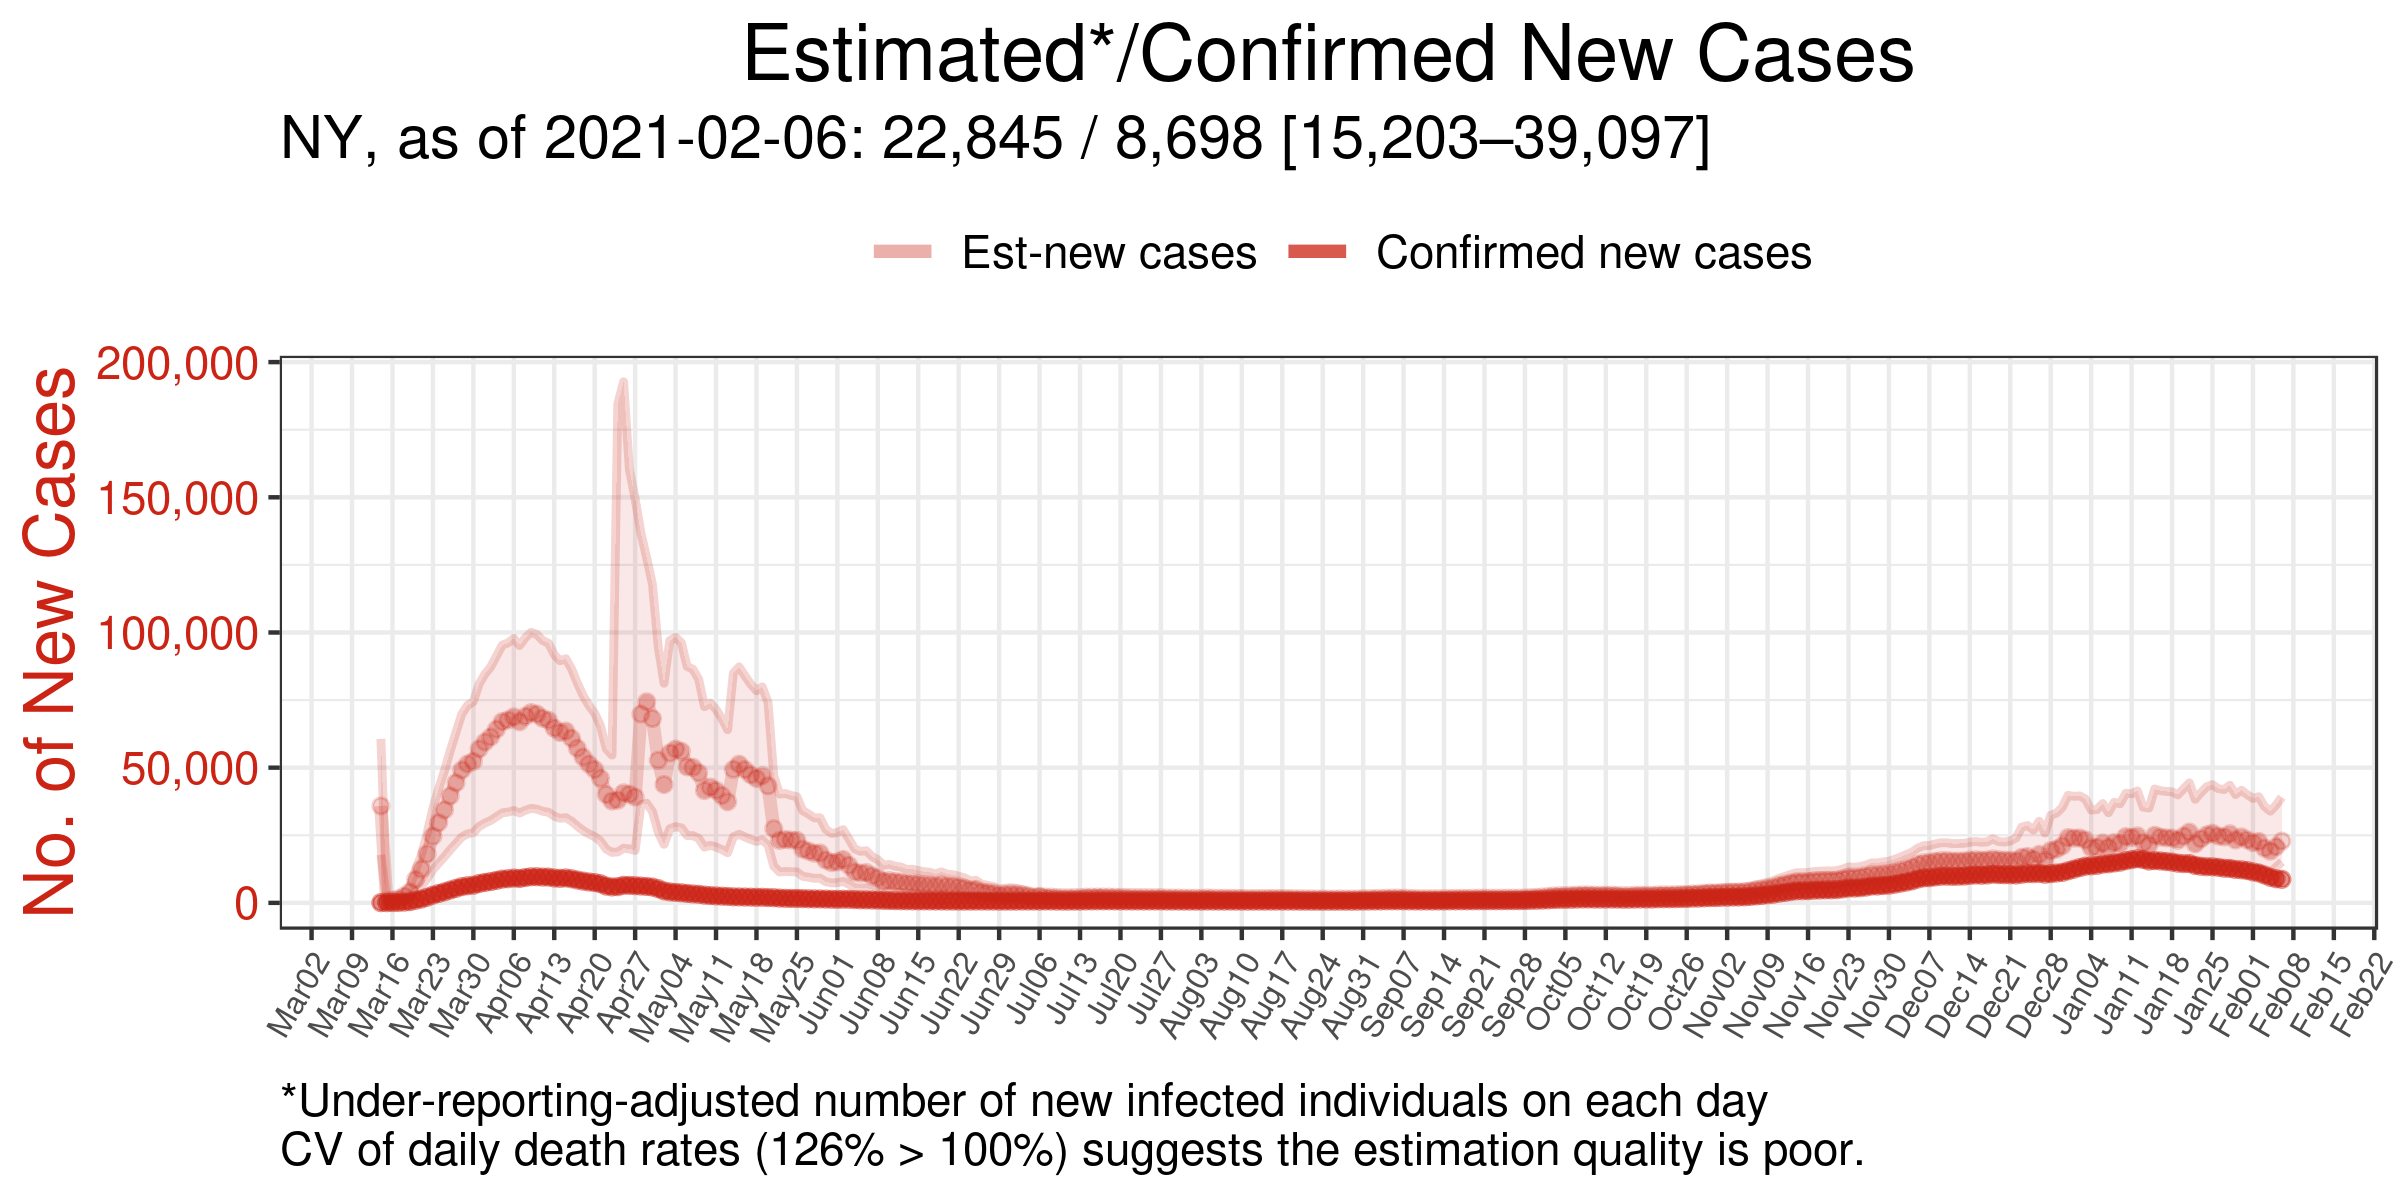 Estimated*/Confirmed New Cases
NY, as of 2021-02-06: 22,845 / 8,698 [15,203–39,097]
Est-new cases Confirmed new cases
No. of New Cases
200,000
150,000
100,000
50,000
0
Mar02 Mar09 Mar16 Mar23 Mar30 Apr06 Apr13 Apr20 Apr27 May04 May11 May18 May25 Jun01 Jun08 Jun15 Jun22 Jun29 Jul06 Jul13 Jul20 Jul27 Aug03 Aug10 Aug17 Aug24 Aug31 Sep07 Sep14 Sep21 Sep28 Oct05 Oct12 Oct19 Oct26 Nov02 Nov09 Nov16 Nov23 Nov30 Dec07 Dec14 Dec21 Dec28 Jan04 Jan11 Jan18 Jan25 Feb01 Feb08 Feb15 Feb22
*Under-reporting-adjusted number of new infected individuals on each day
CV of daily death rates (126% > 100%) suggests the estimation quality is poor.